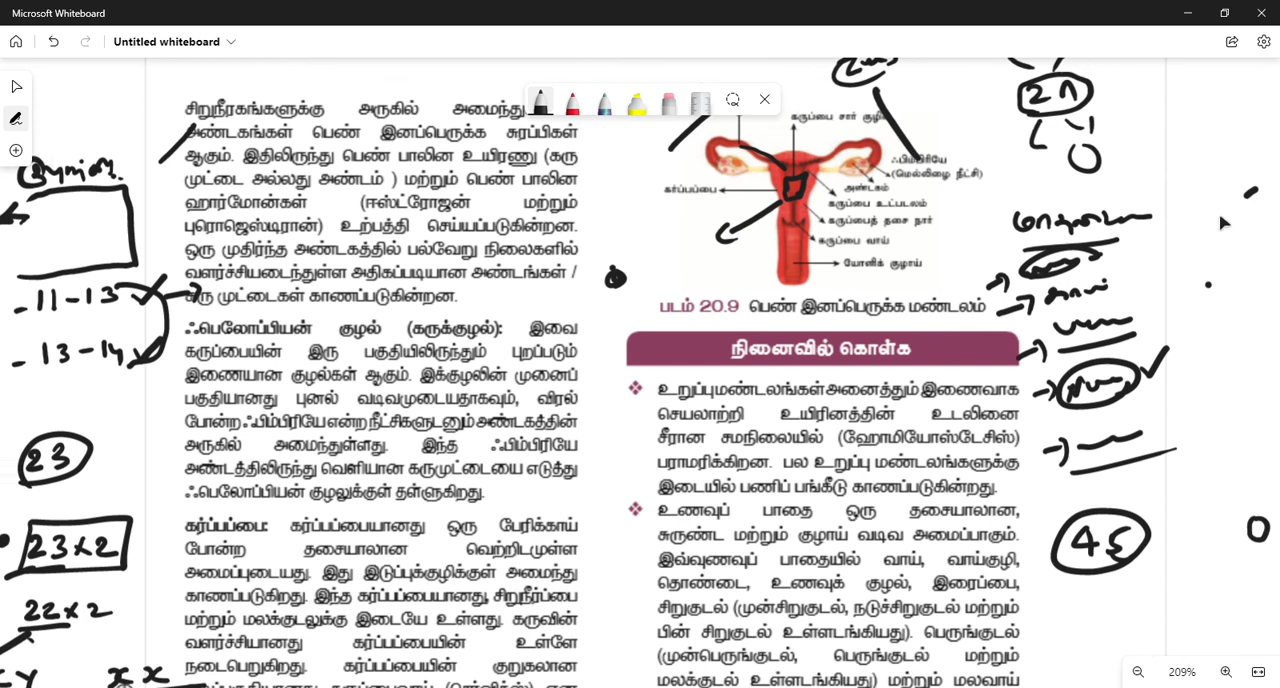 Microsoft Whiteboard
Untitled whiteboard
சிறுநீரகங்களுக்கு அருகில்
அண்டகங்கள் பெண் இனப்பெருக்க சுரப்பிகள்
ஆகும். இதிலிருந்து பெண் பாலின உயிரணு (கரு
முட்டை அல்லது அண்டம் ) மற்றும் பெண் பாலின
ஹார்மோன்கள் (ஈஸ்ட்ரோஜன் மற்றும்
புரொஜெஸ்டிரான்) உற்பத்தி செய்யப்படுகின்றன.
ஒரு முதிர்ந்த அண்டகத்தில் பல்வேறு நிலைகளில்
வளர்ச்சியடைந்துள்ள அதிகப்படியான அண்டங்கள் /
கரு முட்டைகள் காணப்படுகின்றன.
ஃபெலோப்பியன் குழல் (கருக்குழல்): இவை
கருப்பையின் இரு பகுதியிலிருந்தும் புறப்படும்
இணையான குழல்கள் ஆகும். இக்குழலின் முனைப்
பகுதியானது புனல் வடிவமுடையதாகவும், விரல்
போன்ற ஃபிம்பிரியே என்ற நீட்சிகளுடனும் அண்டகத்தின்
அருகில் அமைந்துள்ளது. இந்த ஃபிம்பிரியே
அண்டத்திலிருந்து வெளியான கருமுட்டையை எடுத்து
ஃபெலோப்பியன் குழலுக்குள் தள்ளுகிறது.
கர்ப்பப்பை: கர்ப்பப்பையானது ஒரு பேரிக்காய்
போன்ற தசையாலான வெற்றிடமுள்ள
அமைப்புடையது. இது இடுப்புக்குழிக்குள் அமைந்து
காணப்படுகிறது. இந்த கர்ப்பப்பையானது, சிறுநீர்ப்பை
மற்றும் மலக்குடலுக்கு இடையே உள்ளது. கருவின்
வளர்ச்சியானது கர்ப்பப்பையின் உள்ளே
நடைபெறுகிறது. கர்ப்பப்பையின் குறுகலான
- 11-13
- 13-14
23
23x2
22x2
x x
கருப்பை சார் குழி
ஃபிம்பிரியே
(மெல்லிழை நீட்சி)
கர்ப்பப்பை
அண்டகம்
கருப்பை உட்படலம்
கருப்பைத் தசை நார்
கருப்பை வாய்
யோனிக் குழாய்
படம் 20.9 பெண் இனப்பெருக்க மண்டலம்
நினைவில் கொள்க
❖ உறுப்பு மண்டலங்கள் அனைத்தும் இணைவாக
செயலாற்றி உயிரினத்தின் உடலினை
சீரான சமநிலையில் (ஹோமியோஸ்டேசிஸ்)
பராமரிக்கிறன. பல உறுப்பு மண்டலங்களுக்கு
இடையில் பணிப் பங்கீடு காணப்படுகின்றது.
❖ உணவுப் பாதை ஒரு தசையாலான,
சுருண்ட மற்றும் குழாய் வடிவ அமைப்பாகும்.
இவ்வுணவுப் பாதையில் வாய், வாய்குழி,
தொண்டை, உணவுக் குழல், இரைப்பை,
சிறுகுடல் (முன்சிறுகுடல், நடுச்சிறுகுடல் மற்றும்
பின் சிறுகுடல் உள்ளடங்கியது). பெருங்குடல்
(முன்பெருங்குடல், பெருங்குடல் மற்றும்
மலக்குடல் உள்ளடங்கியது) மற்றும் மலவாய்
209%